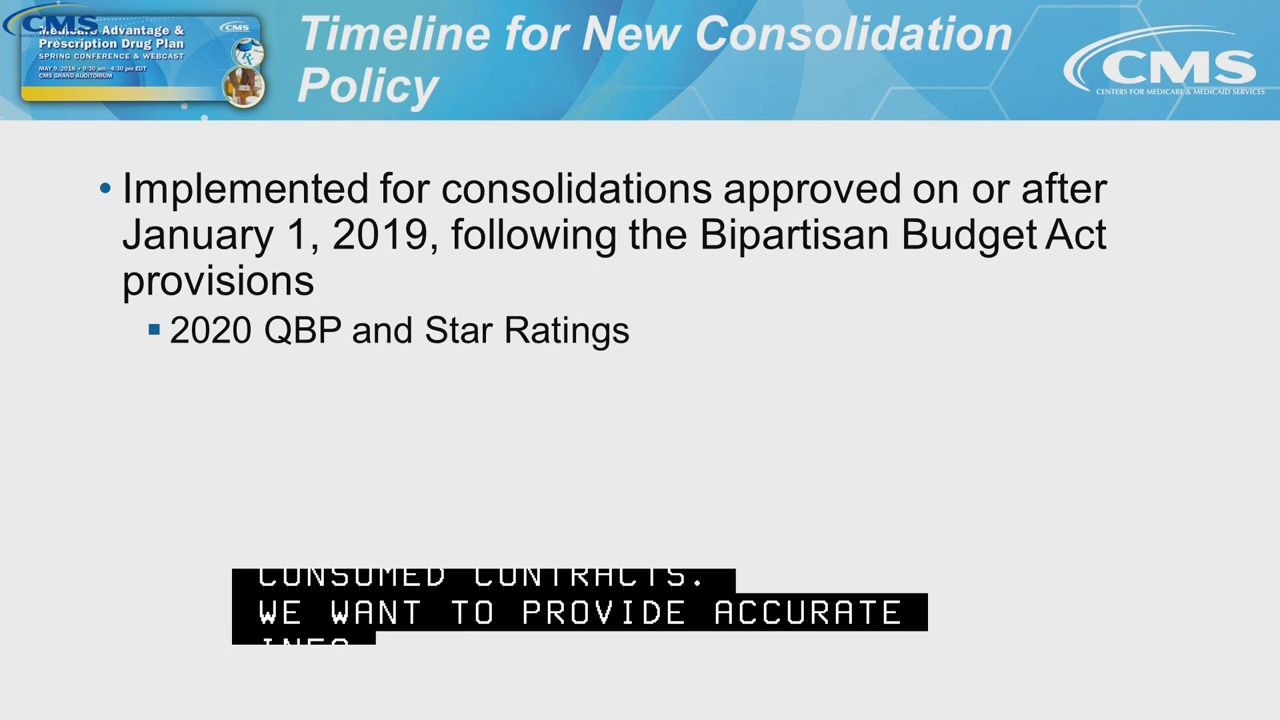 CMS
Medicare Advantage &
Prescription Drug Plan
SPRING CONFERENCE & WEBCAST
MAY 9, 2018 • 9:30 am - 4:30 pm EDT
CMS GRAND AUDITORIUM
CMS
Timeline for New Consolidation
Policy
CMS
CENTERS FOR MEDICARE & MEDICAID SERVICES
• Implemented for consolidations approved on or after
January 1, 2019, following the Bipartisan Budget Act
provisions
▪ 2020 QBP and Star Ratings
CONSUMED CONTRACTS.
WE WANT TO PROVIDE ACCURATE